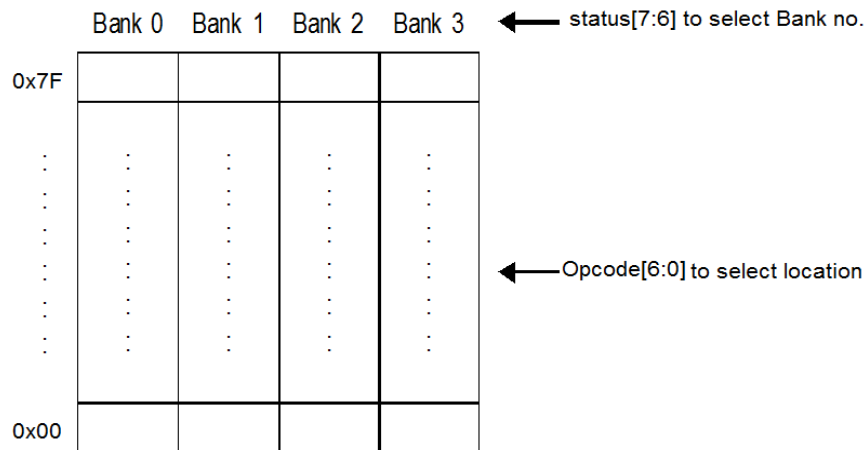 Bank 0 Bank 1 Bank 2 Bank 3 status[7:6] to select Bank no.
0x7F
Opcode[6:0] to select location
0x00